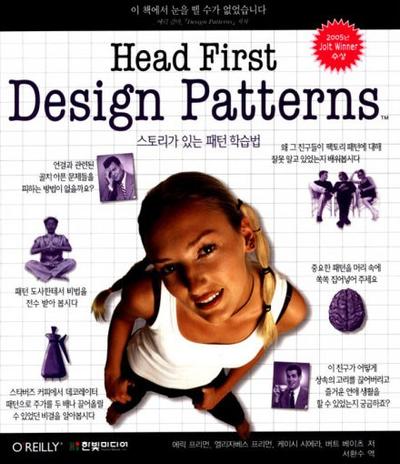 이 책에서 눈을 뗄 수가 없었습니다
에리 감마, 『Design Patterns』 저자
2005년
Jolt Winner
수상
Head First
Design Patterns
TM
스토리가 있는 패턴 학습법
연결과 관련된
골치 아픈 문제들을
피하는 방법이 없을까요?
왜 그 친구들이 팩토리 패턴에 대해
잘못 알고 있었는지 배워봅시다
패턴 도사한테서 비법을
전수 받아 봅시다
중요한 패턴을 머리 속에
쏙쏙 집어넣어 주세요
스타버즈 커피에서 데코레이터
패턴으로 주가를 두 배나 끌어올릴
수 있었던 비결을 알아봅시다
이 친구가 어떻게
상속의 고리를 끊어버리고
즐거운 연애 생활을
할 수 있었는지 궁금하죠?
O'REILLY®
한빛미디어
에릭 프리먼, 엘리자베스 프리먼, 케이시 시에라, 버트 베이츠 저
서환수 역